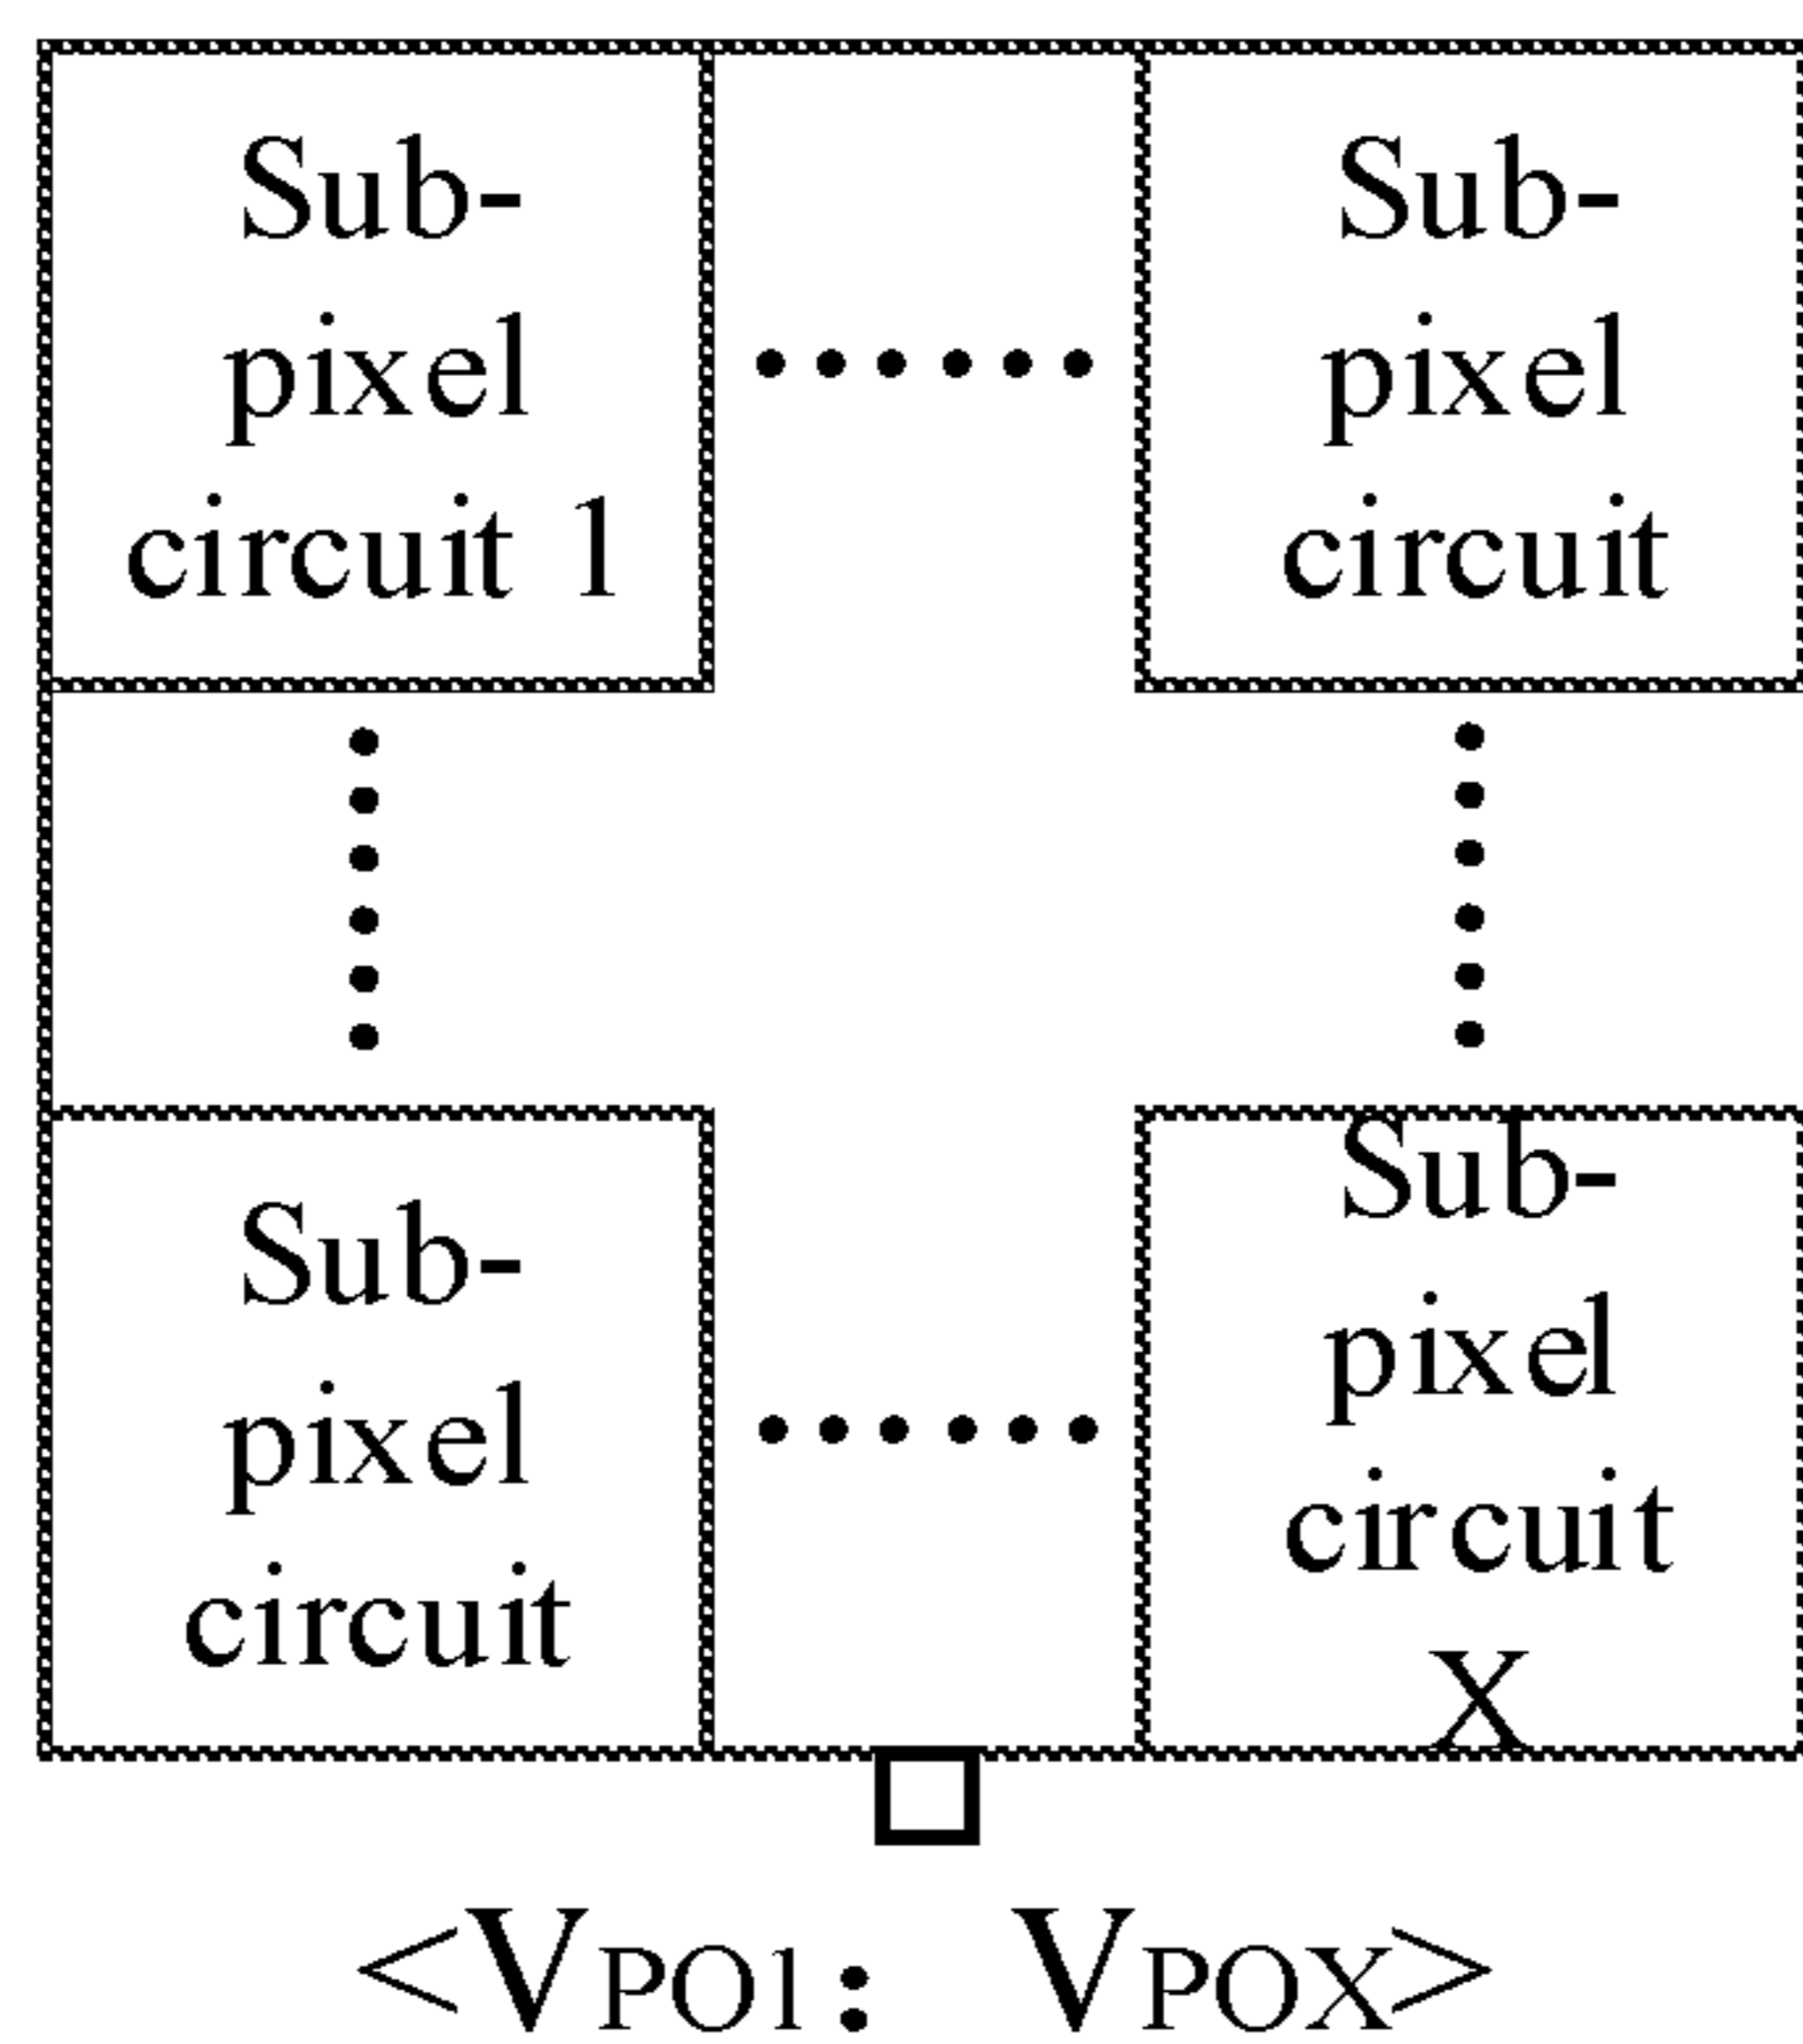 Sub-
pixel
circuit 1
Sub-
pixel
circuit
Sub-
pixel
circuit
Sub-
pixel
circuit
X
<VPO1: VPOX>